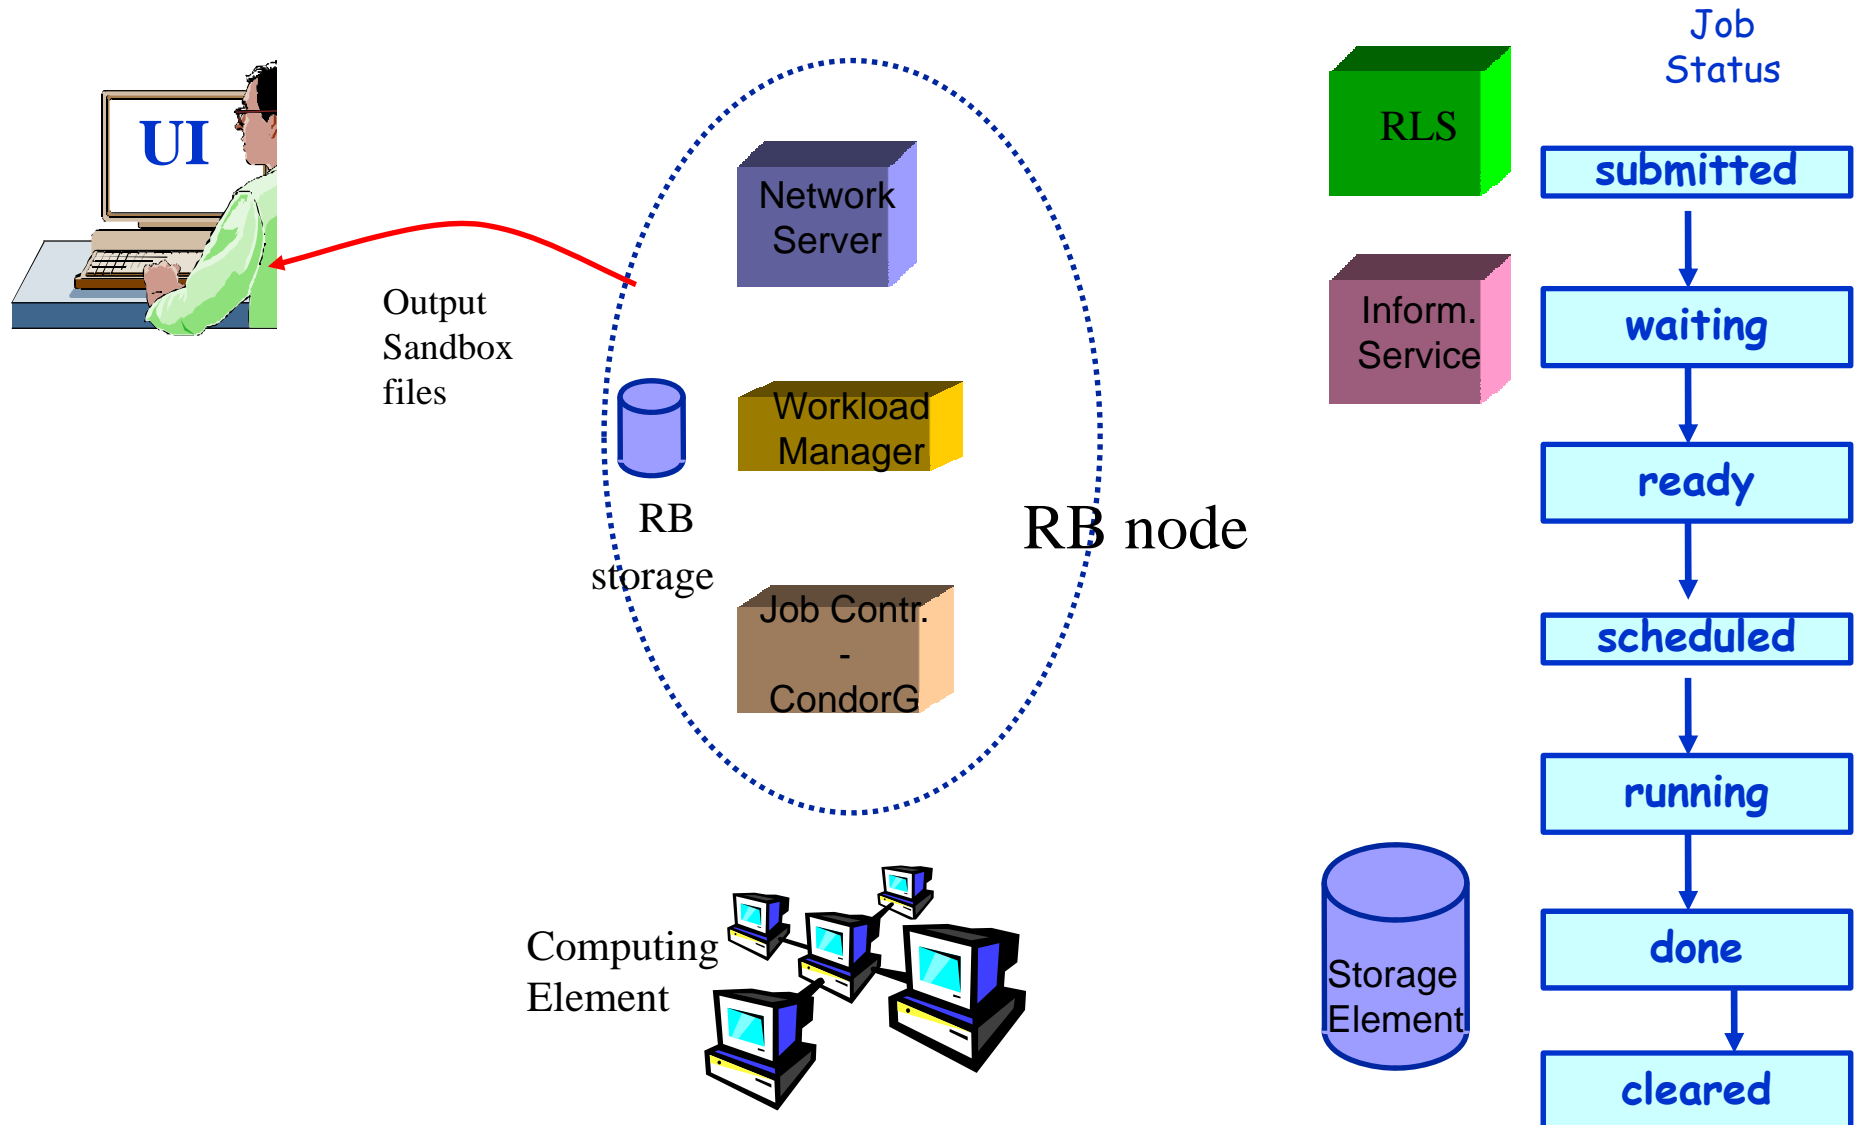 Job
Status
UI
RLS
submitted
Network
Server
Output
Sandbox
files
Inform.
Service
waiting
Workload
Manager
RB
storage
RB node
ready
Job Contr.
-
CondorG
scheduled
running
Computing
Element
Storage
Element
done
cleared